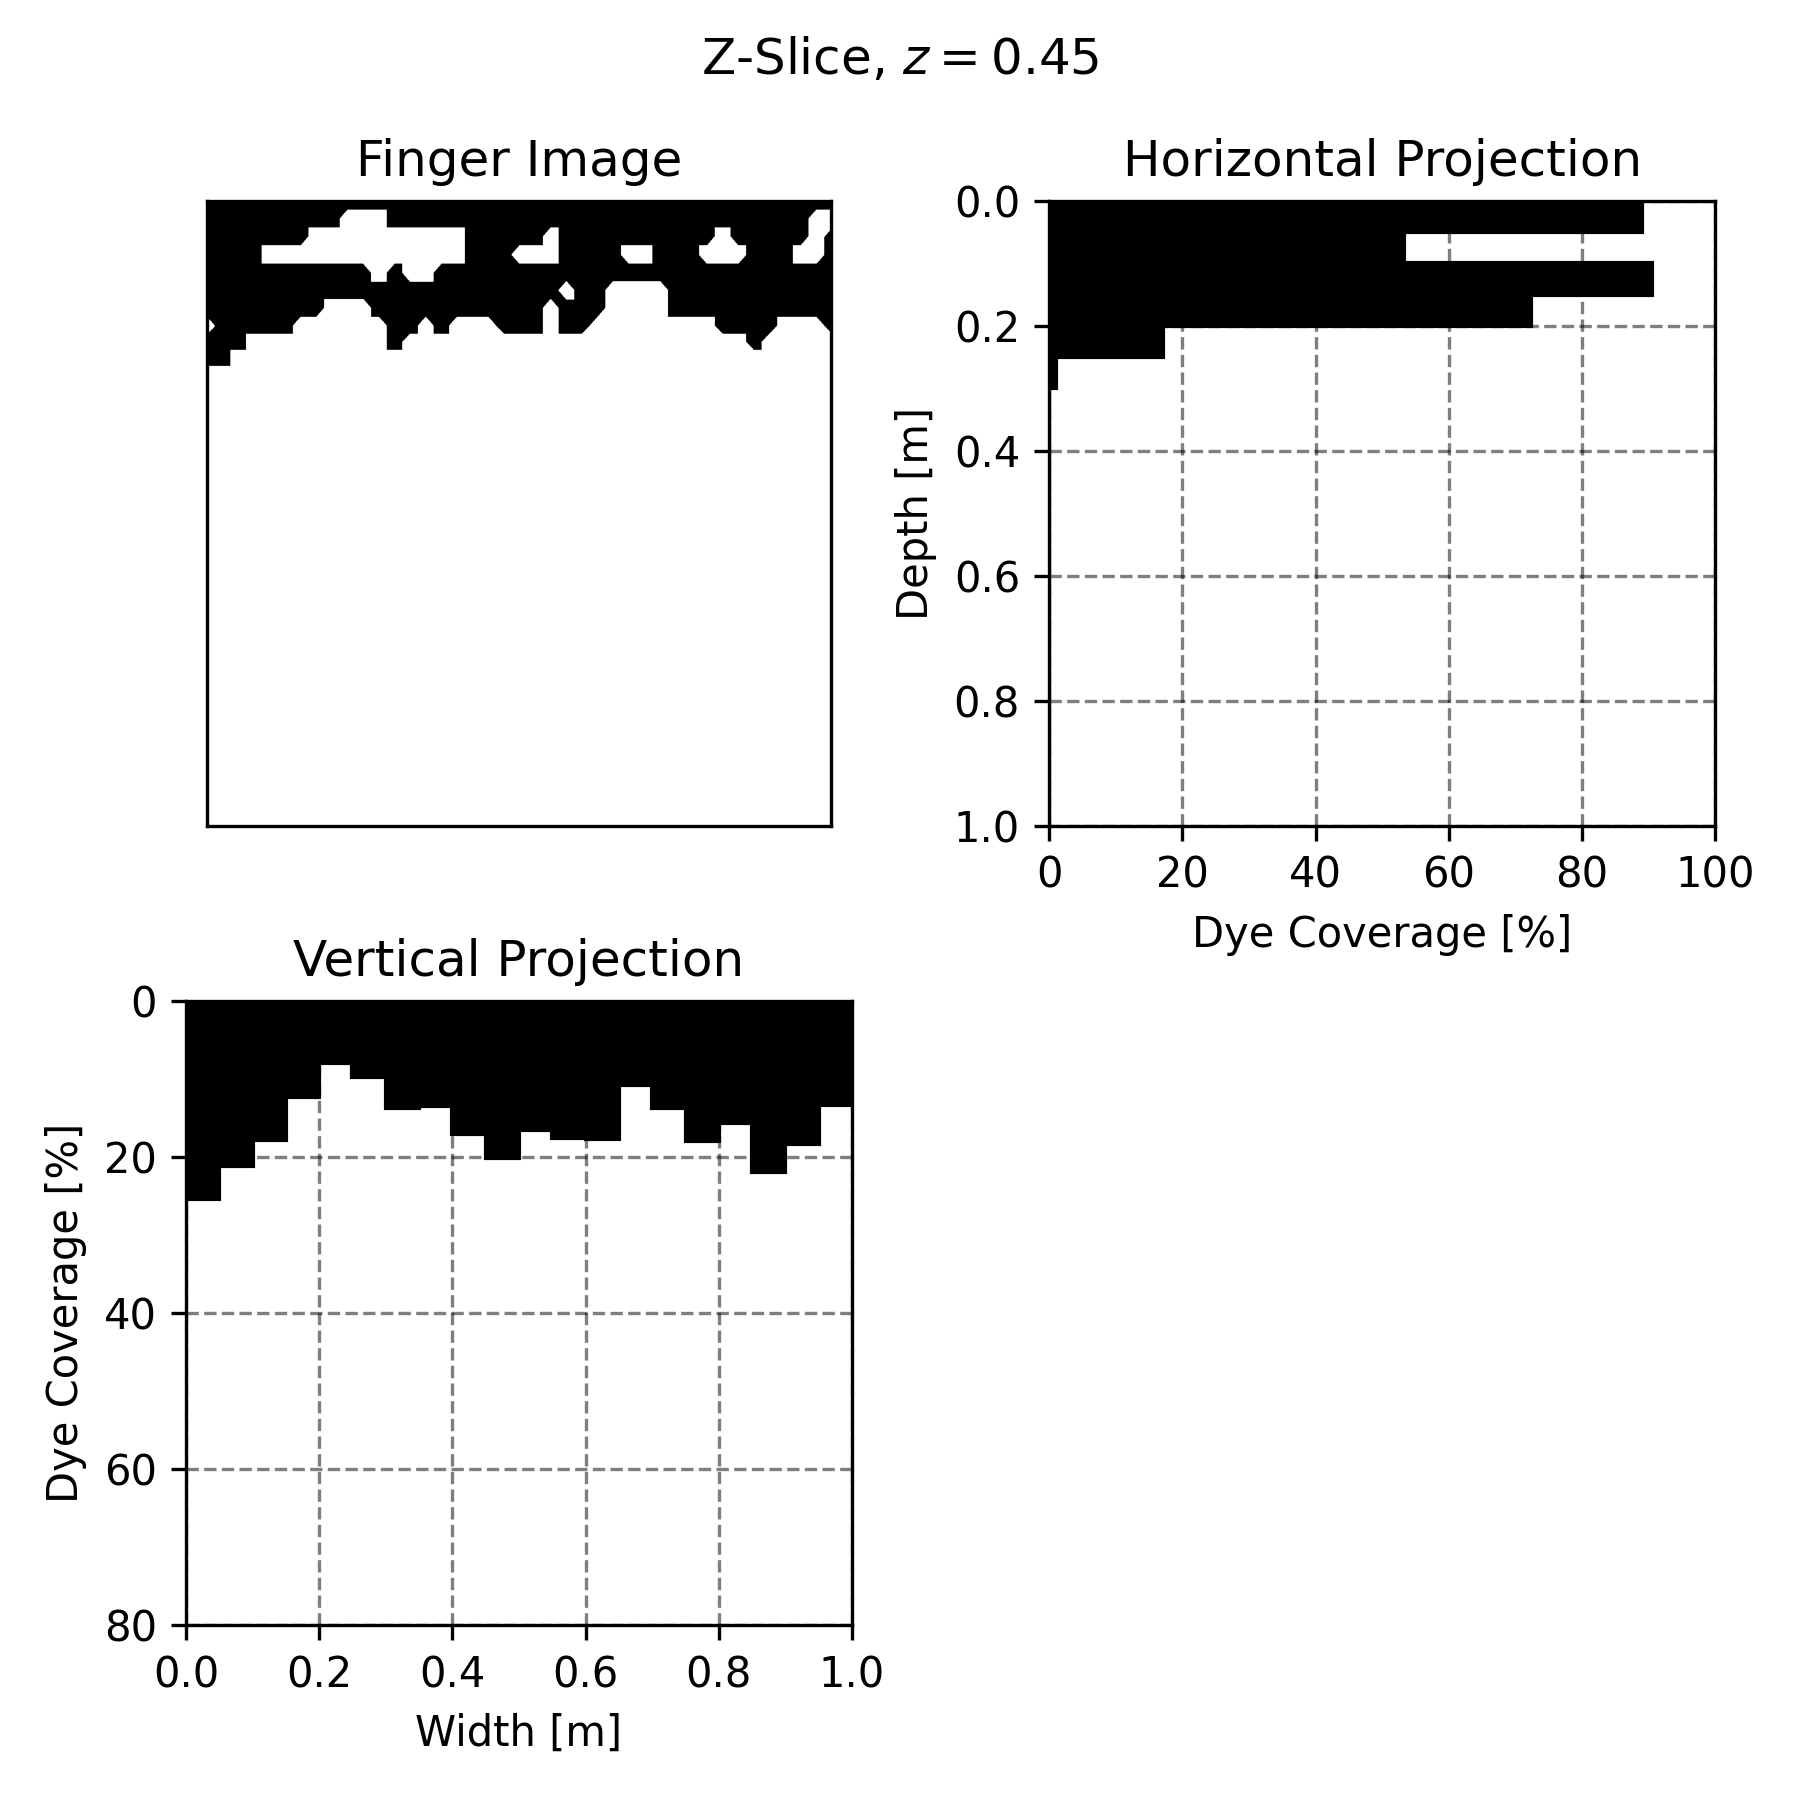 Z-Slice, z = 0.45
Finger Image
Horizontal Projection
0.0
0.2
0.4
0.6
0.8
1.0
Depth [m]
0 20 40 60 80 100
Dye Coverage [%]
Vertical Projection
0
20
40
60
80
Dye Coverage [%]
0.0 0.2 0.4 0.6 0.8 1.0
Width [m]